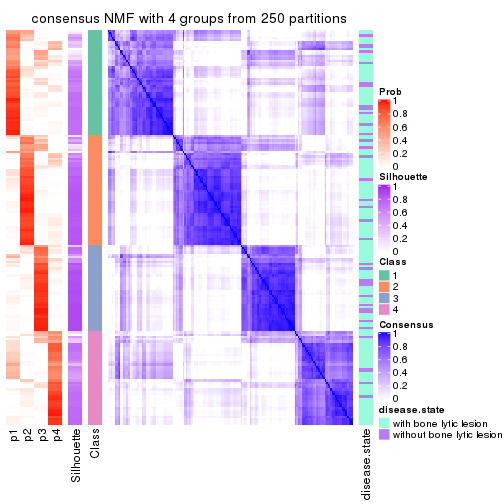 consensus NMF with 4 groups from 250 partitions
Prob
1
0.8
0.6
0.4
0.2
0
Silhouette
1
0.8
0.6
0.4
0.2
0
Class
1
2
3
4
Consensus
1
0.8
0.6
0.4
0.2
0
disease.state
with bone lytic lesion
without bone lytic lesion
p1
p2
p3
p4
Silhouette
Class
disease.state